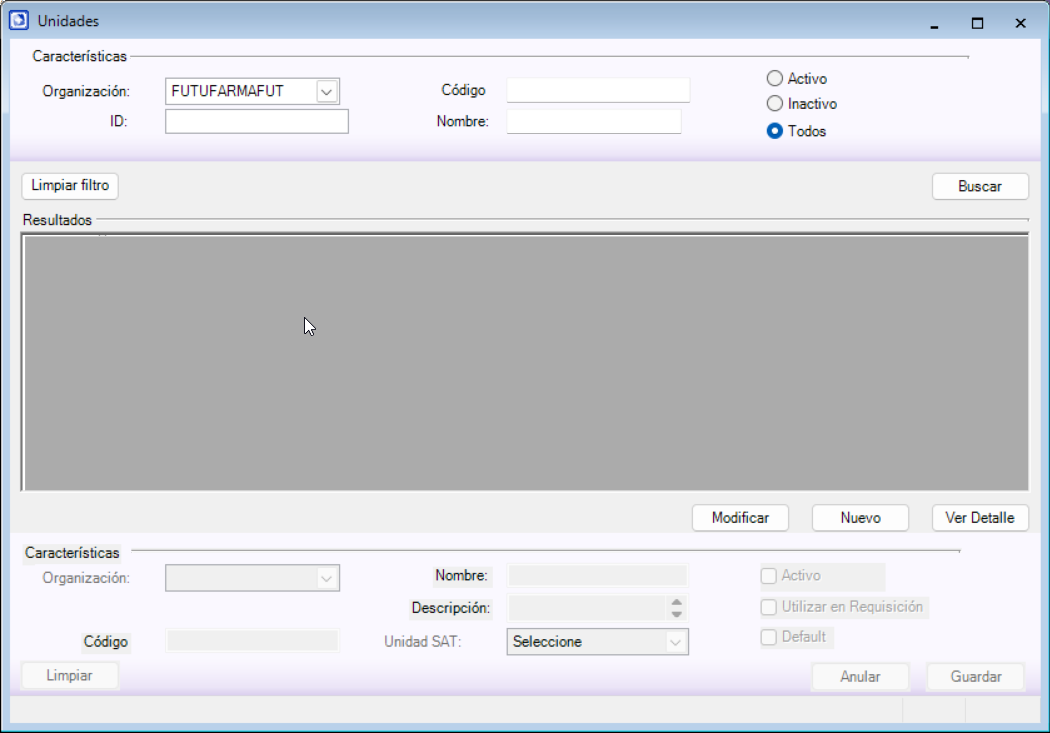 Unidades
Características
Organización: FUTUFARMAFUT Código Activo
Inactivo
ID: Nombre: Todos
Limpiar filtro Buscar
Resultados
Modificar Nuevo Ver Detalle
Características
Organización: Nombre: Activo
Descripción: Utilizar en Requisición
Código Unidad SAT: Seleccione Default
Limpiar Anular Guardar